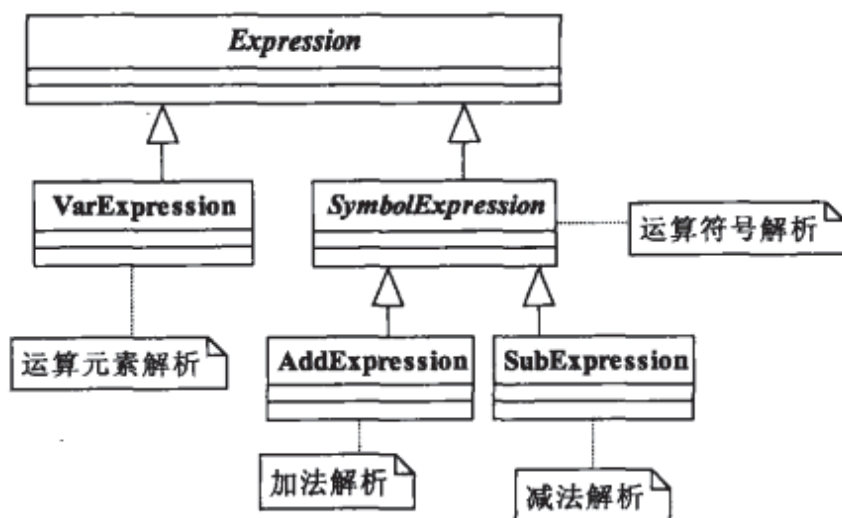 Expression
VarExpression
SymbolExpression
运算符号解析
运算元素解析
AddExpression
SubExpression
加法解析
减法解析